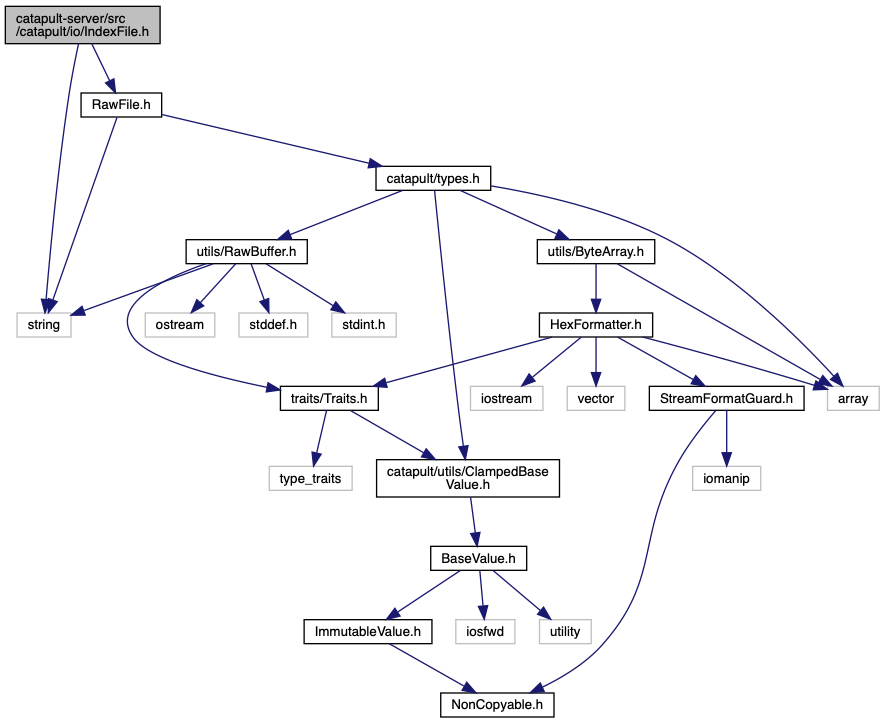 catapult-server/src
/catapult/io/IndexFile.h
RawFile.h
catapult/types.h
utils/RawBuffer.h
utils/ByteArray.h
string
ostream
stddef.h
stdint.h
HexFormatter.h
traits/Traits.h
iostream
vector
StreamFormatGuard.h
array
type_traits
catapult/utils/ClampedBase
Value.h
iomanip
BaseValue.h
ImmutableValue.h
iosfwd
utility
NonCopyable.h